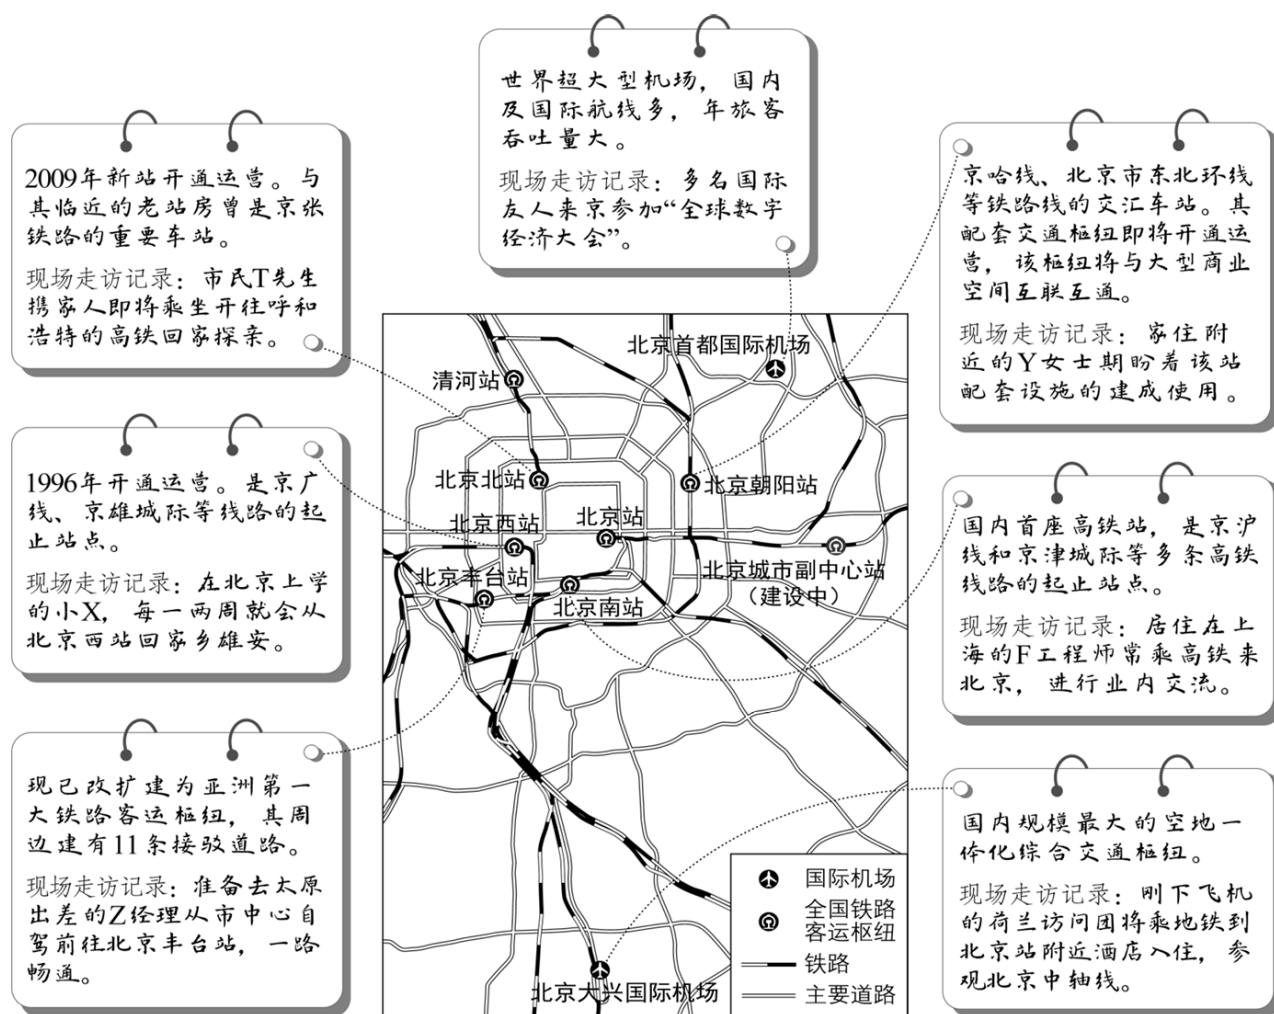 世界超大型机场，国内
及国际航线多，年旅客
吞吐量大。
现场走访记录：多名国际
友人来京参加“全球数字
经济大会”。
2009年新站开通运营。与
其临近的老站房曾是京张
铁路的重要车站。
现场走访记录：市民T先生
携家人即将乘坐开往呼和
浩特的高铁回家探亲。
1996年开通运营。是京广
线、京雄城际等线路的起
止站点。
现场走访记录：在北京上学
的小X，每一两周就会从
北京西站回家乡雄安。
现已改扩建为亚洲第一
大铁路客运枢纽，其周
边建有11条接驳道路。
现场走访记录：准备去太原
出差的Z经理从市中心自
驾前往北京丰台站，一路
畅通。
北京首都国际机场
清河站
北京北站
北京朝阳站
北京西站
北京站
北京丰台站
北京城市副中心站
（建设中）
北京南站
北京大兴国际机场
国际机场
全国铁路
客运枢纽
铁路
主要道路
京哈线、北京市东北环线
等铁路线的交汇车站。其
配套交通枢纽即将开通运
营，该枢纽将与大型商业
空间互联互通。
现场走访记录：家住附
近的Y女士期盼着该站
配套设施的建成使用。
国内首座高铁站，是京沪
线和京津城际等多条高铁
线路的起止站点。
现场走访记录：居住在上
海的F工程师常乘高铁来
北京，进行业内交流。
国内规模最大的空地一
体化综合交通枢纽。
现场走访记录：刚下飞机
的荷兰访问团将乘地铁到
北京站附近酒店入住，参
观北京中轴线。